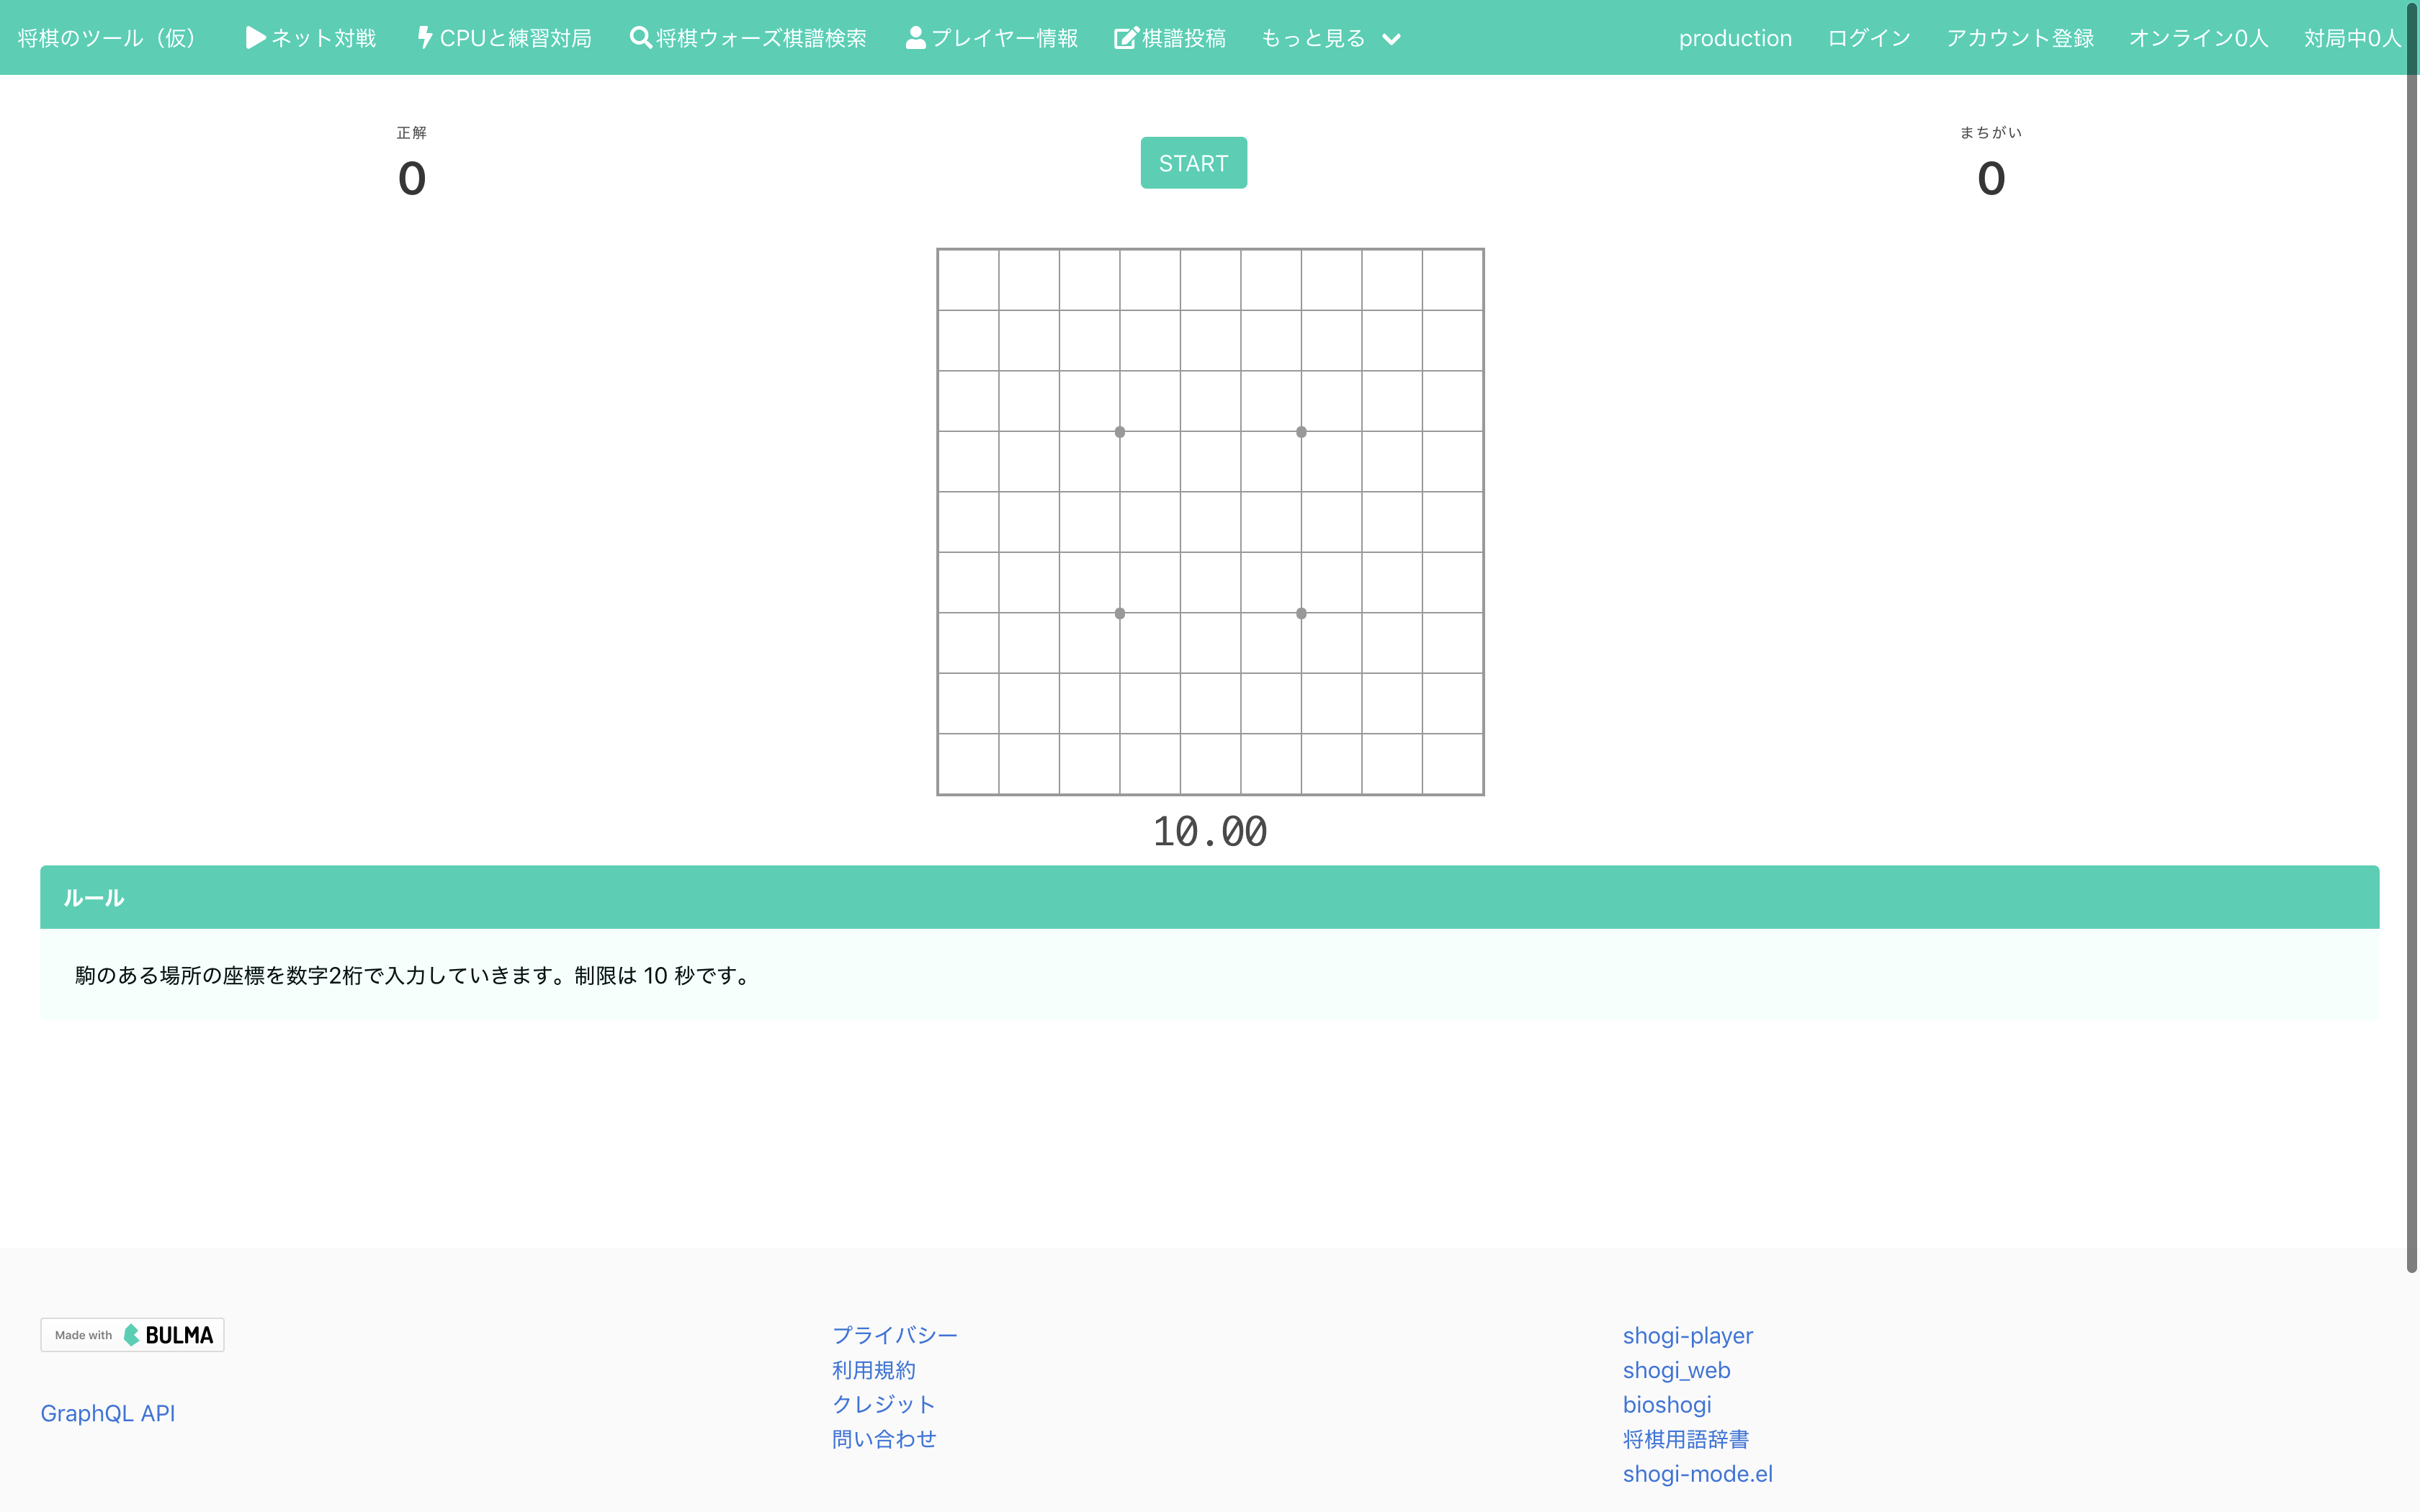 将棋のツール（仮） ネット対戦 CPUと練習対局 将棋ウォーズ棋譜検索 プレイヤー情報 棋譜投稿 もっと見る production ログイン アカウント登録 オンライン0人 対局中0人
正解
0
START
まちがい
0
10.00
ルール
駒のある場所の座標を数字2桁で入力していきます。制限は 10 秒です。
Made with BULMA
GraphQL API
プライバシー
利用規約
クレジット
問い合わせ
shogi-player
shogi_web
bioshogi
将棋用語辞書
shogi-mode.el